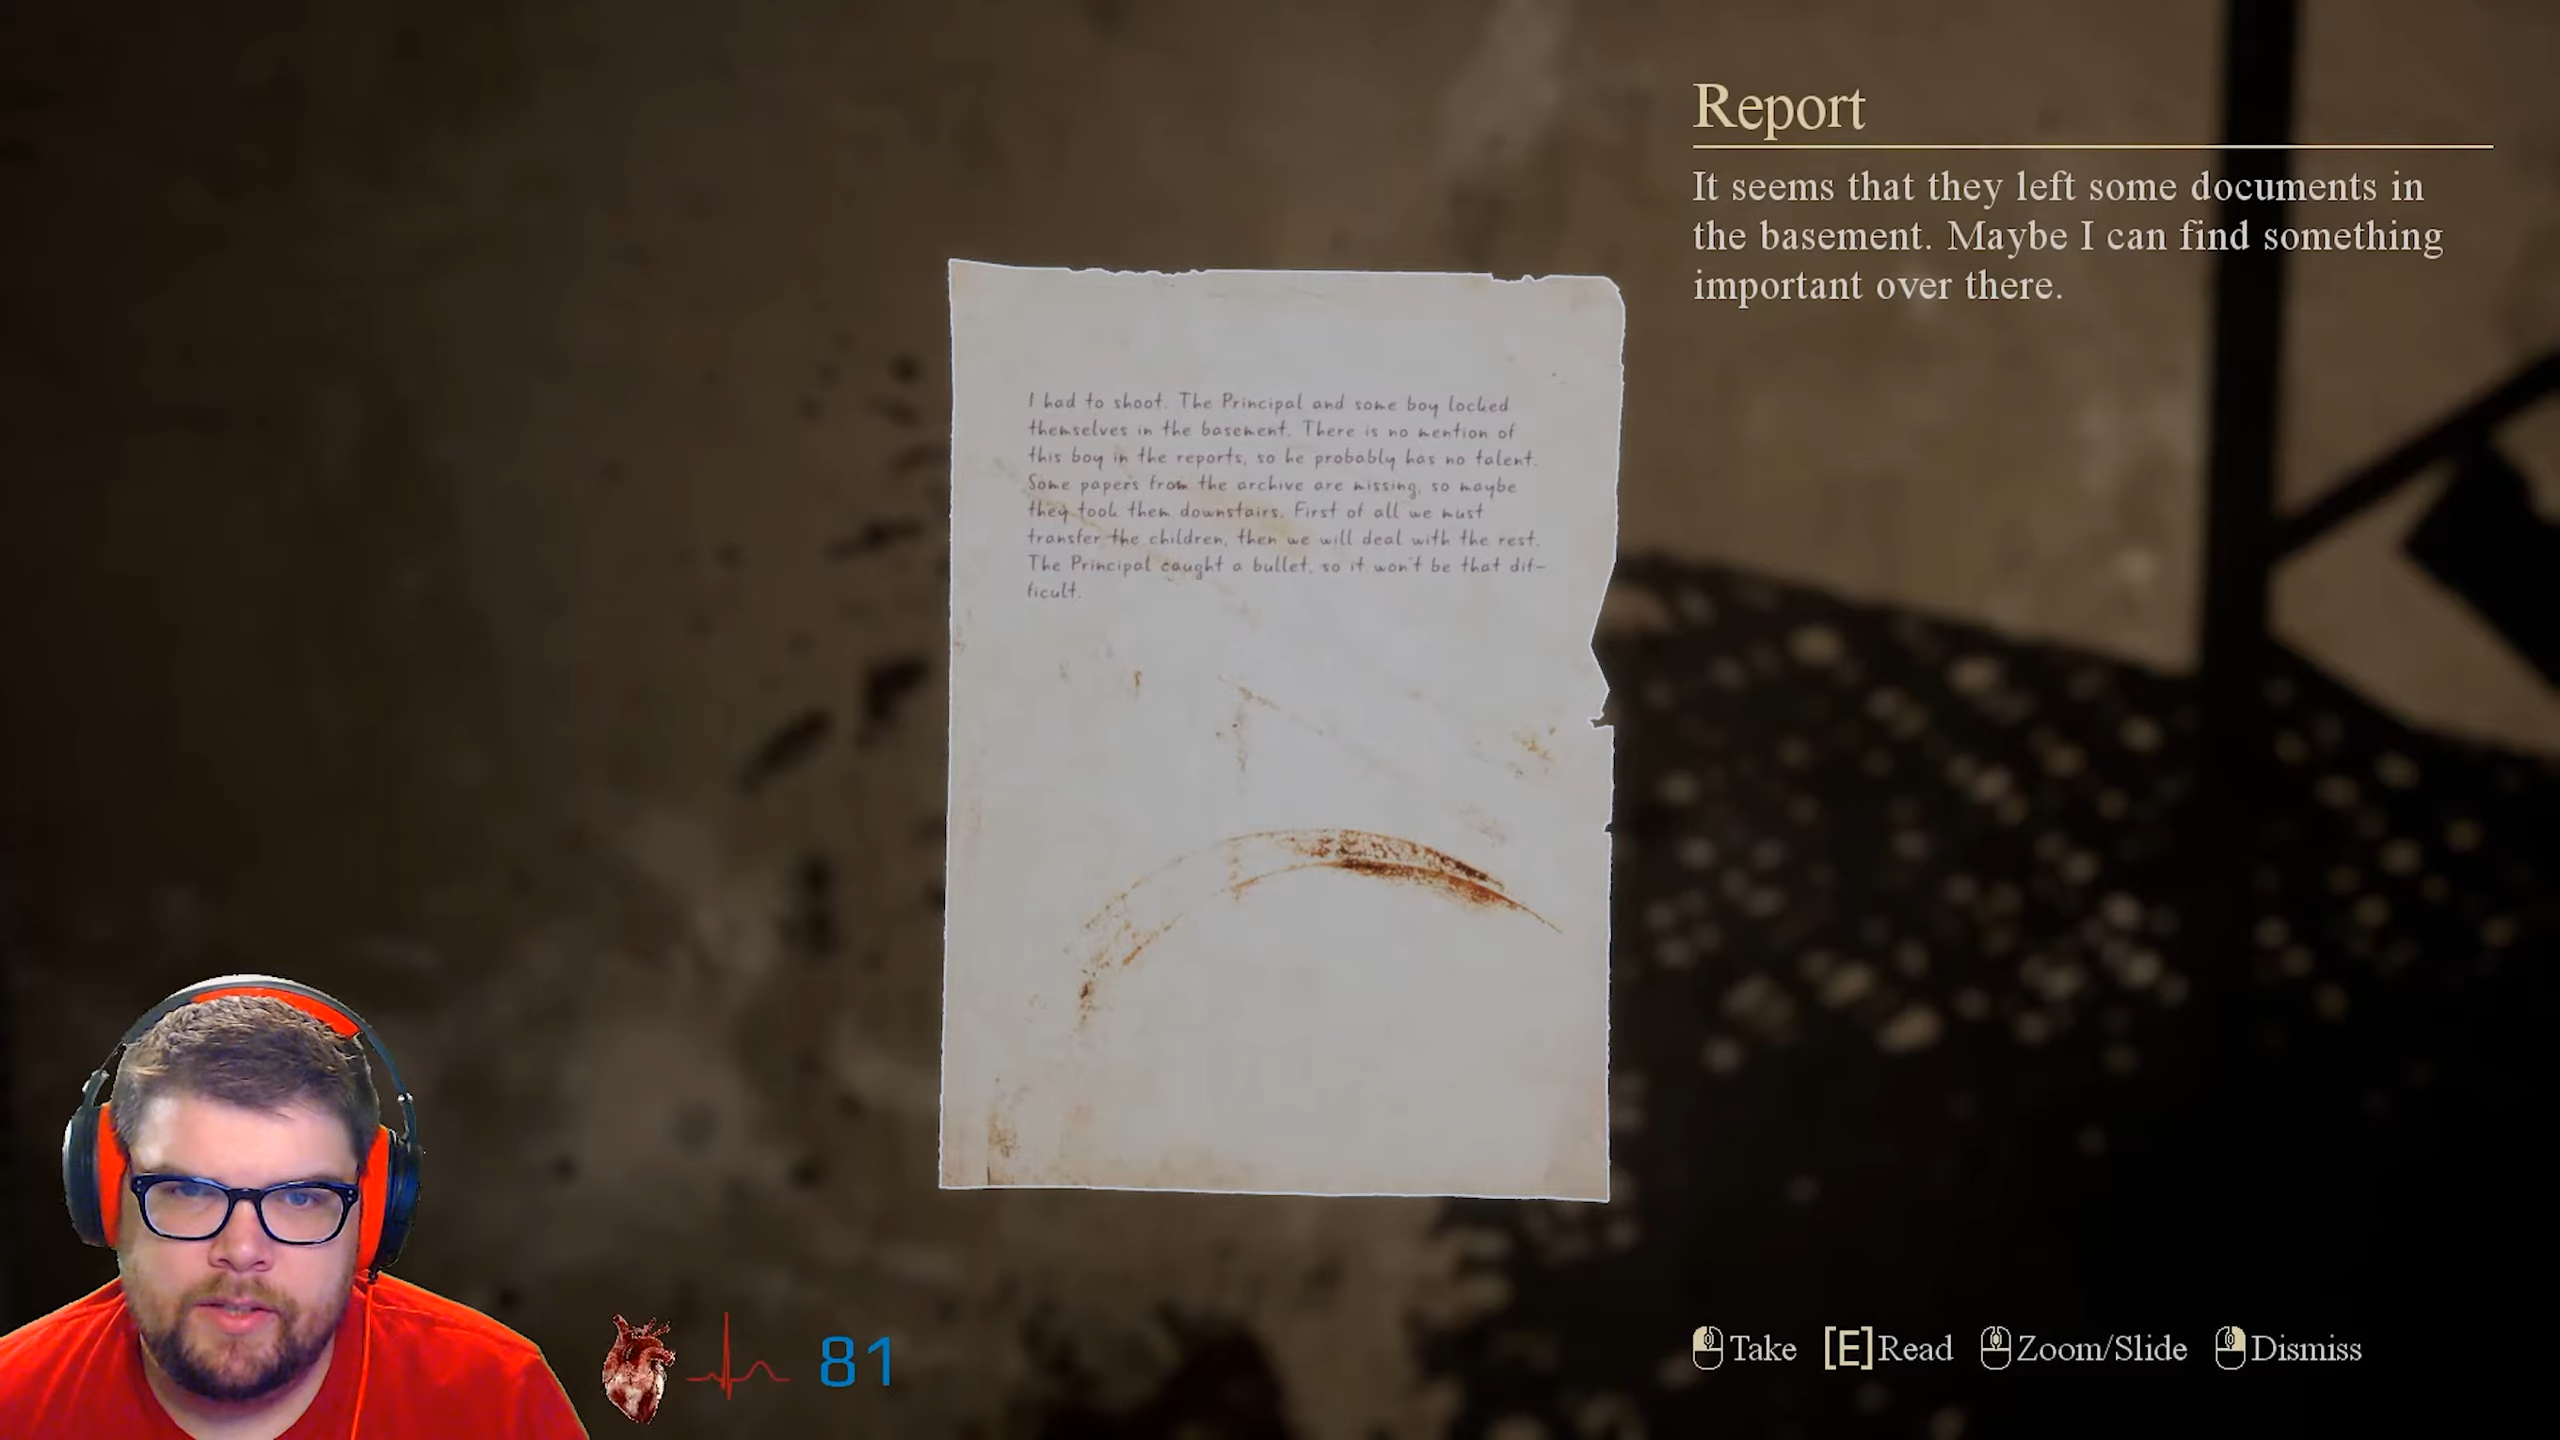 Report
It seems that they left some documents in
the basement. Maybe I can find something
important over there.
I had to shoot. The Principal and some boy locked
themselves in the basement. There is no mention of
this boy in the reports, so he probably has no talent.
Some papers from the archive are missing, so maybe
they took them downstairs. First of all we must
transfer the children, then we will deal with the rest.
The Principal caught a bullet, so it won't be that dif-
ficult.
81
Take [E]Read Zoom/Slide Dismiss